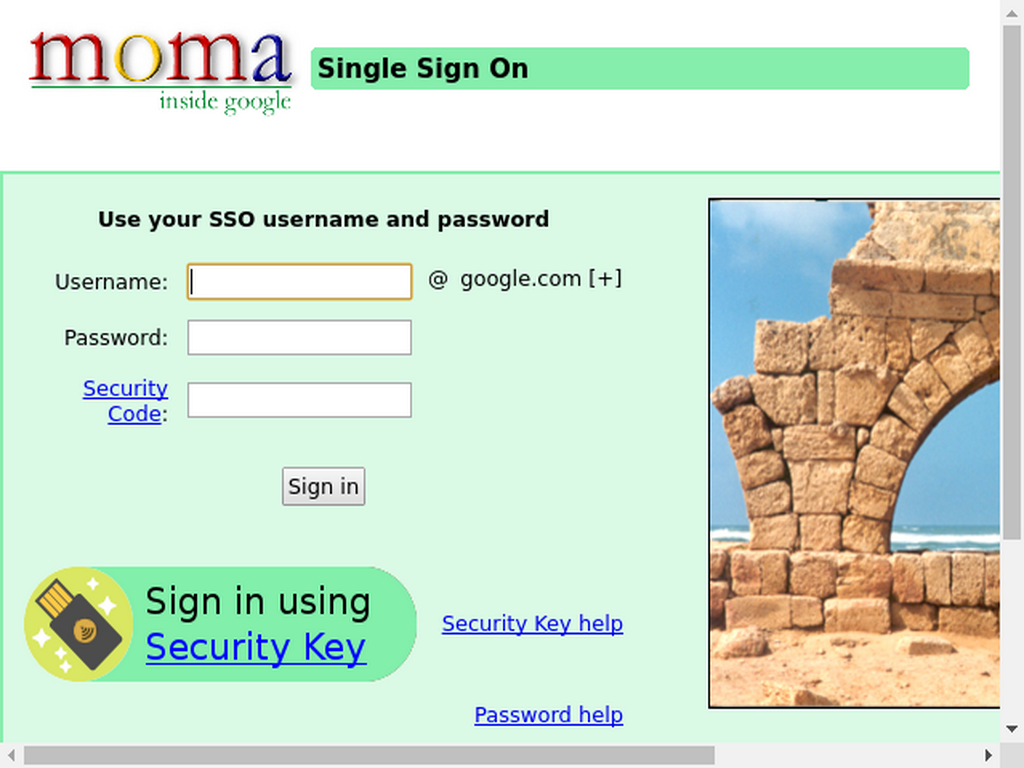 moma
inside google
Single Sign On
Use your SSO username and password
Username:
@ google.com [+]
Password:
Security
Code:
Sign in
Sign in using
Security Key
Security Key help
Password help